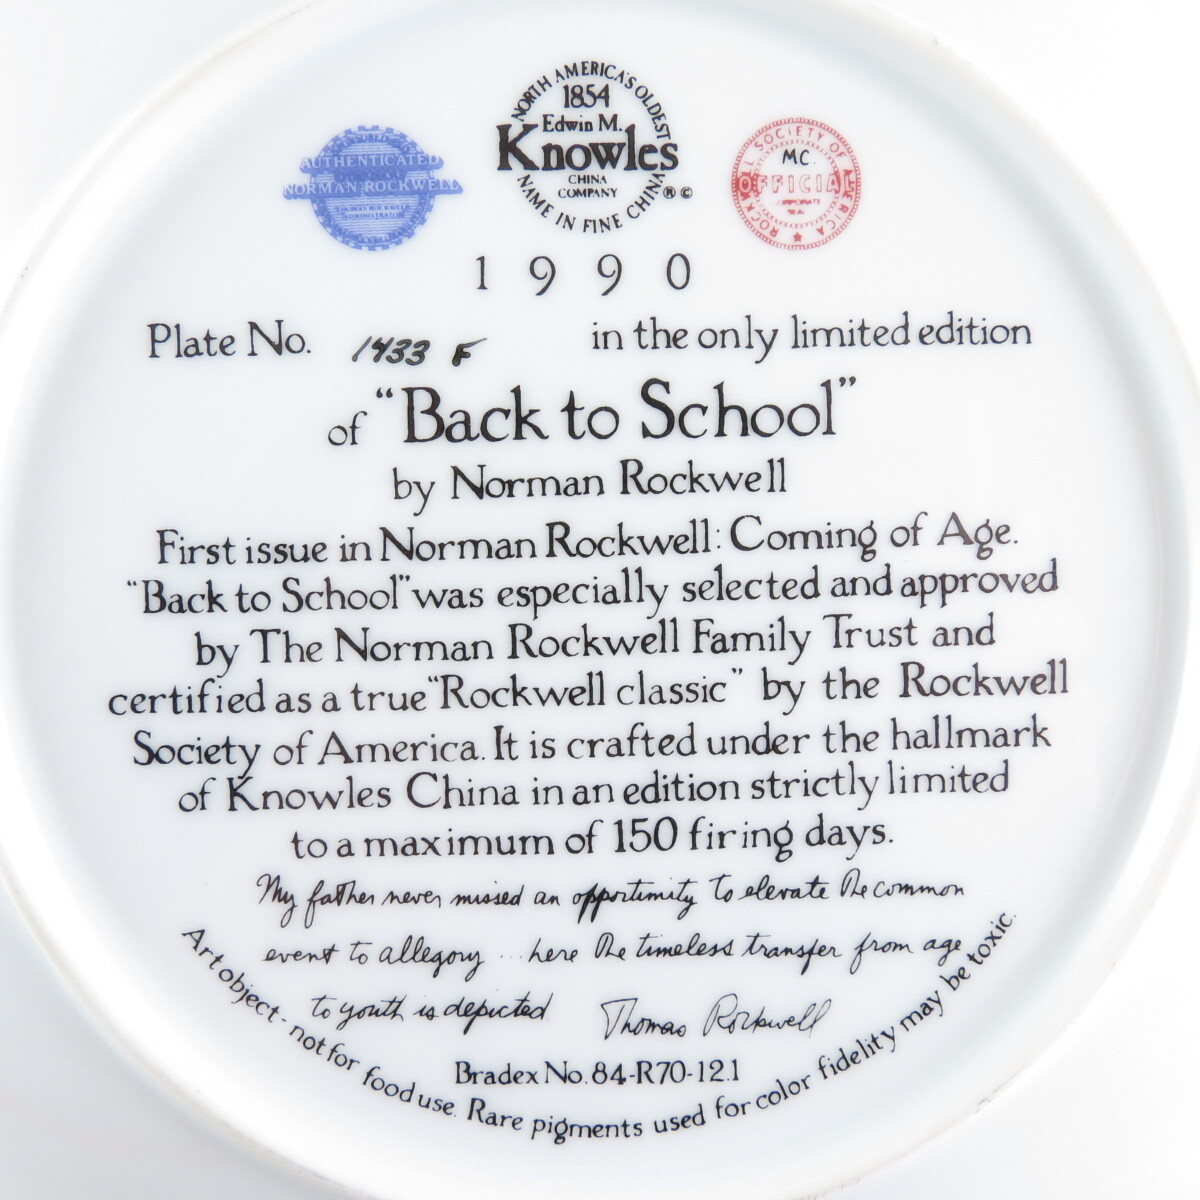 NORTH AMERICA'S OLDEST
1854
Edwin M.
Knowles
CHINA
COMPANY
NAME IN FINE CHINA
® ©
AUTHENTICATED
NORMAN ROCKWELL
ROCKWELL SOCIETY OF AMERICA
MC.
OFFICIAL
CORPORATE
SEAL
1990
Plate No. 1433 F in the only limited edition
of “Back to School”
by Norman Rockwell
First issue in Norman Rockwell: Coming of Age.
“Back to School” was especially selected and approved
by The Norman Rockwell Family Trust and
certified as a true “Rockwell classic” by the Rockwell
Society of America. It is crafted under the hallmark
of Knowles China in an edition strictly limited
to a maximum of 150 firing days.
My father never missed an opportunity to elevate the common
event to allegory ... here the timeless transfer from age
to youth is depicted Thomas Rockwell
Bradex No. 84-R70-12.1
Art object - not for food use. Rare pigments used for color fidelity may be toxic.